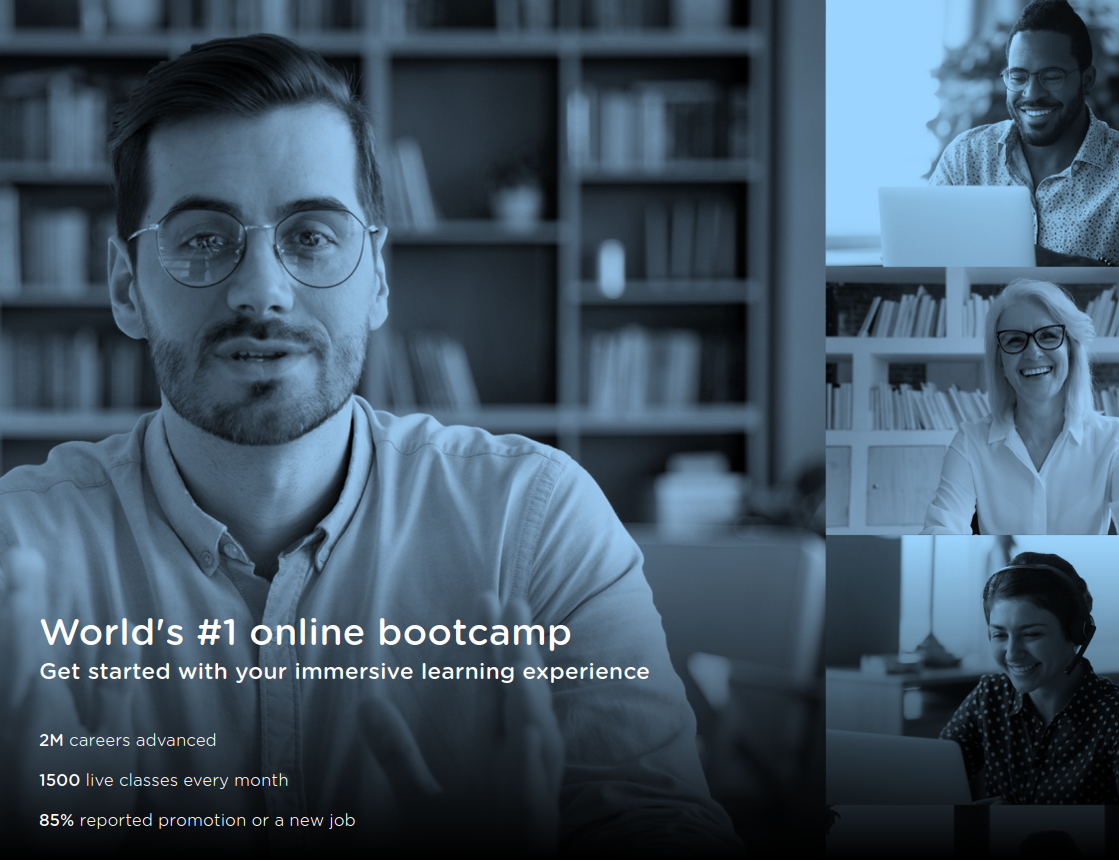 World's #1 online bootcamp
Get started with your immersive learning experience
2M careers advanced
1500 live classes every month
85% reported promotion or a new job